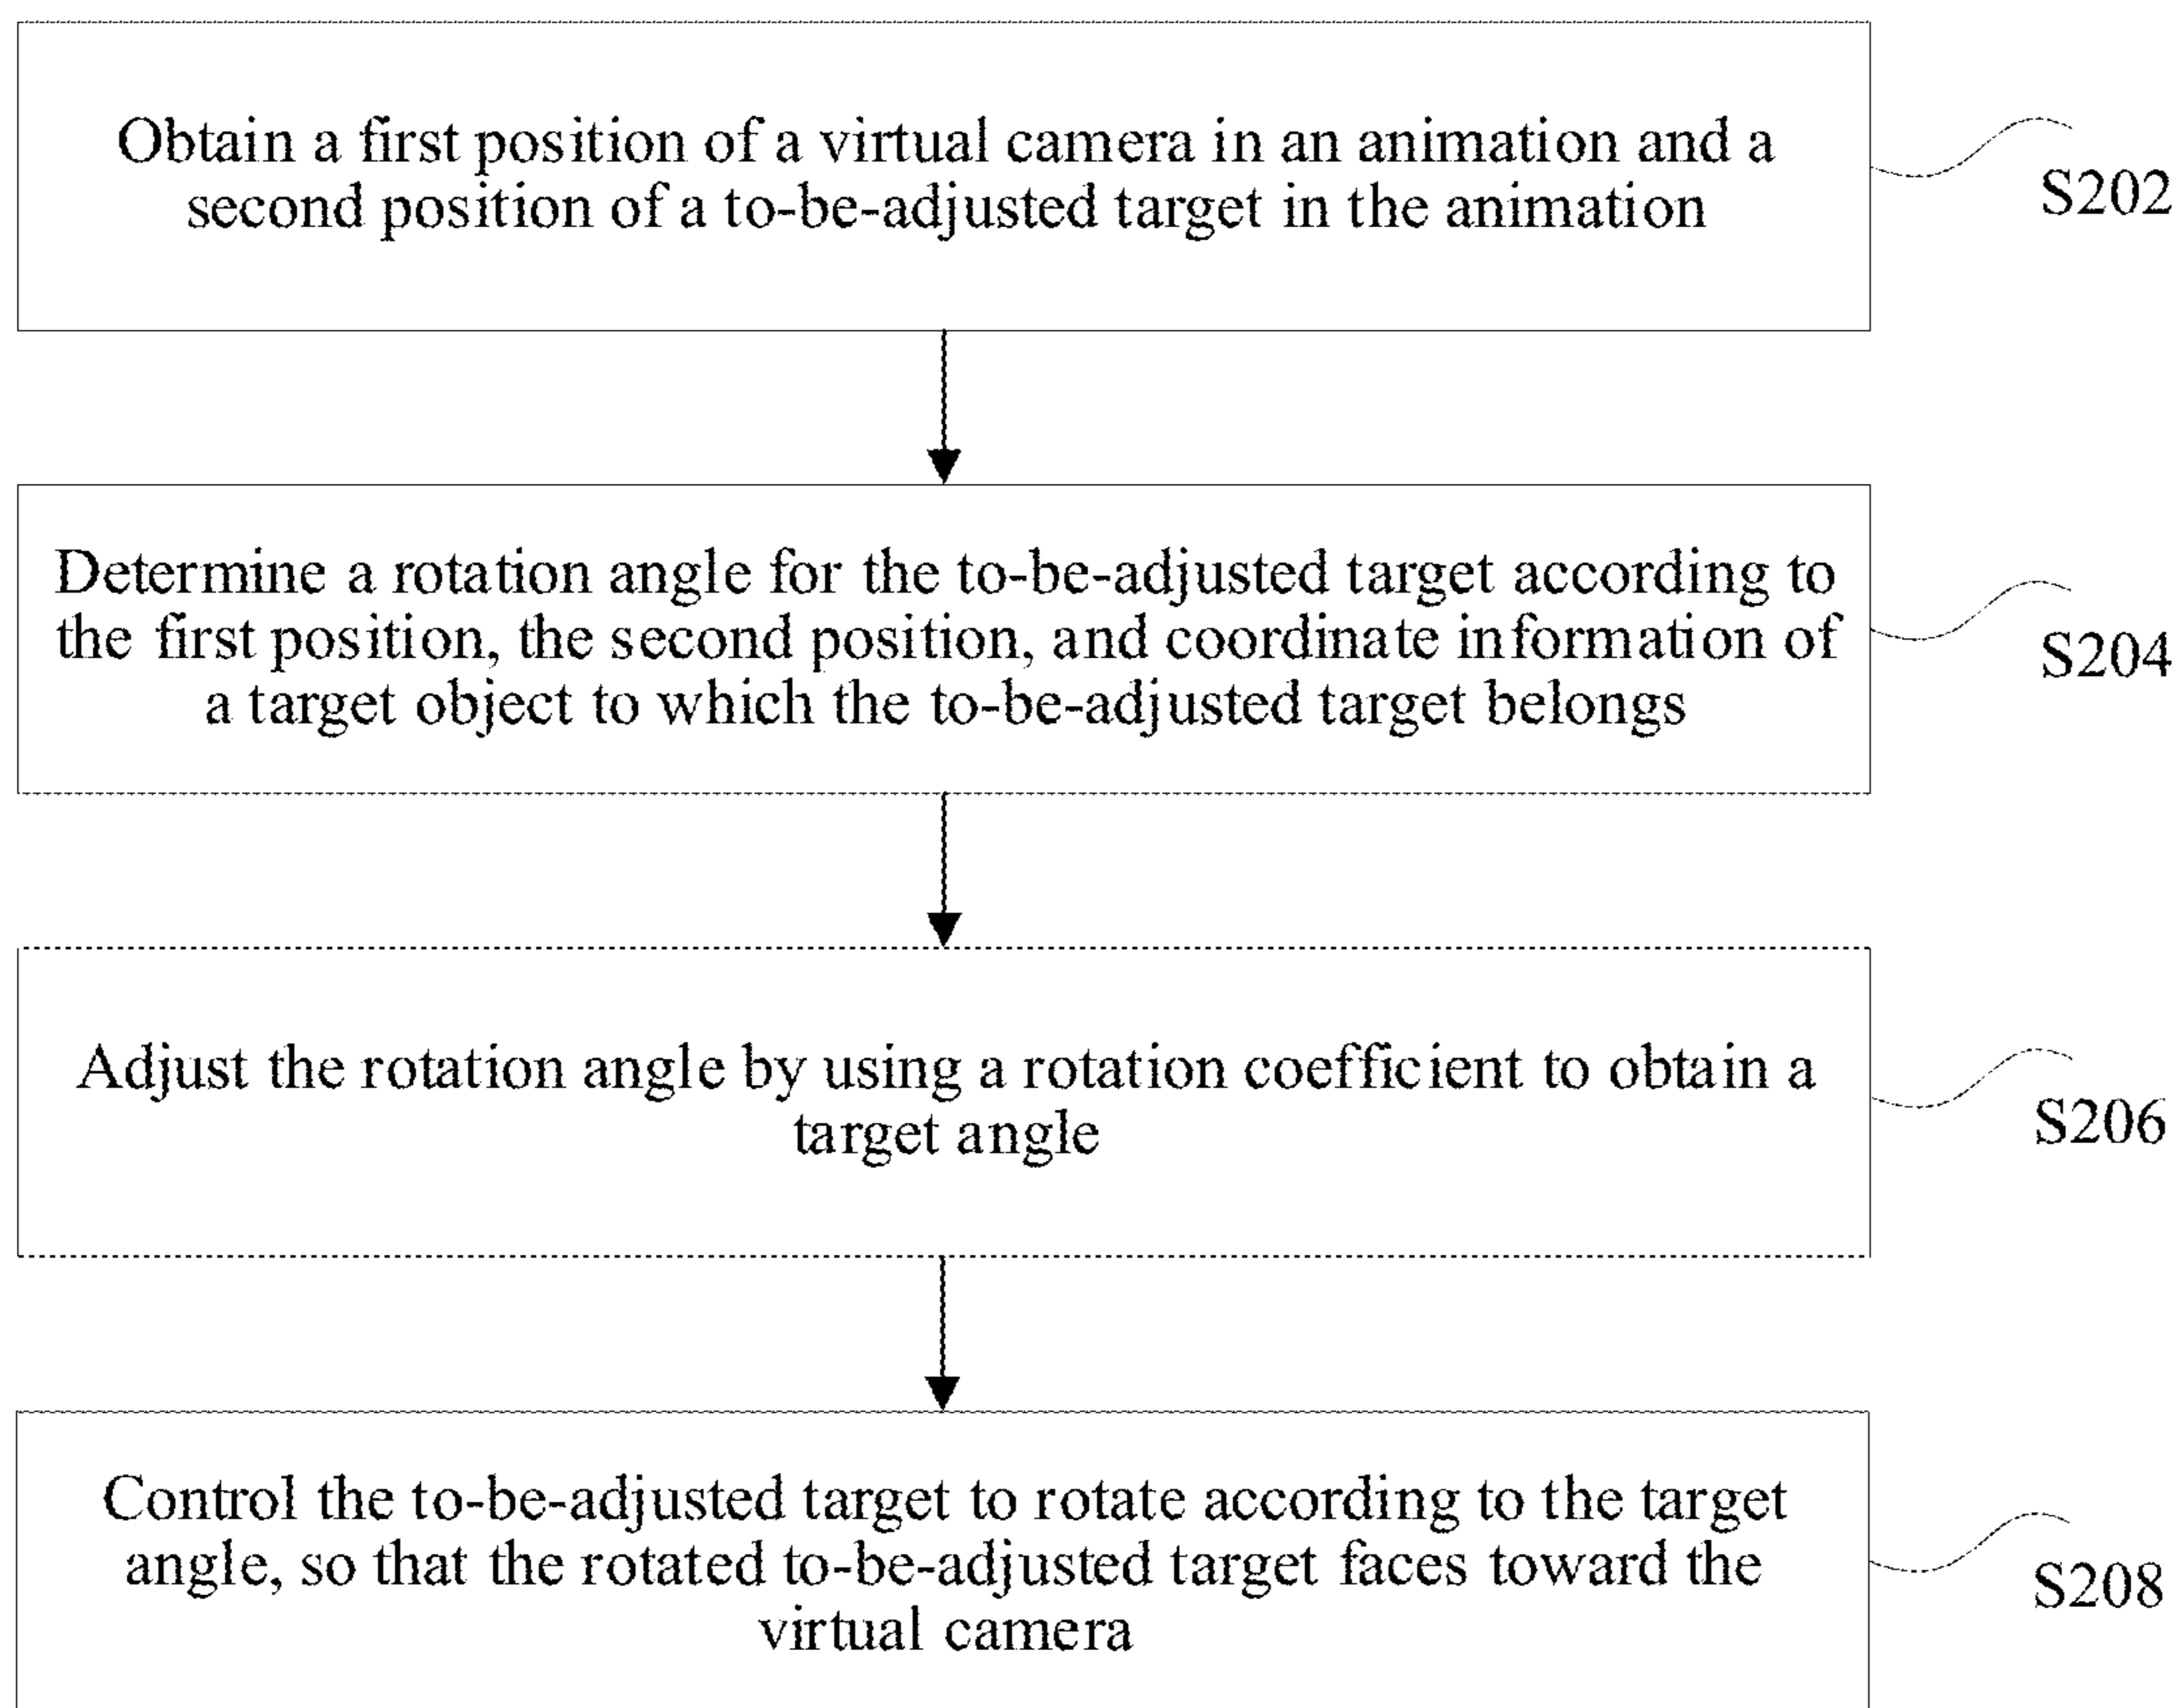 Obtain a first position of a virtual camera in an animation and a
second position of a to-be-adjusted target in the animation
S202
Determine a rotation angle for the to-be-adjusted target according to
the first position, the second position, and coordinate information of
a target object to which the to-be-adjusted target belongs
S204
Adjust the rotation angle by using a rotation coefficient to obtain a
target angle
S206
Control the to-be-adjusted target to rotate according to the target
angle, so that the rotated to-be-adjusted target faces toward the
virtual camera
S208